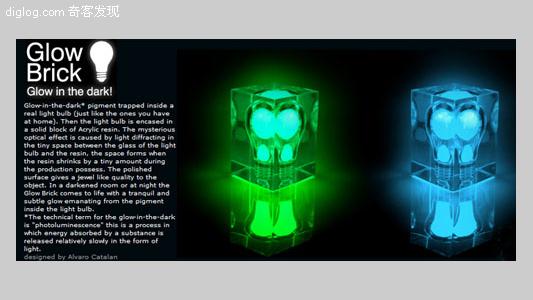 diglog.com 奇客发现
Glow
Brick
Glow in the dark!
Glow-in-the-dark* pigment trapped inside a
real light bulb (just like the ones you have
at home). Then the light bulb is encased in
a solid block of Acrylic resin. The mysterious
optical effect is caused by light diffracting in
the tiny space between the glass of the light
bulb and the resin, the space forms when
the resin shrinks by a tiny amount during
the production possess. The polished
surface gives a jewel like quality to the
object. In a darkened room or at night the
Glow Brick comes to life with a tranquil and
subtle glow emanating from the pigment
inside the light bulb.
*The technical term for the glow-in-the-dark
is "photoluminescence" this is a process in
which energy absorbed by a substance is
released relatively slowly in the form of
light.
designed by Alvaro Catalan